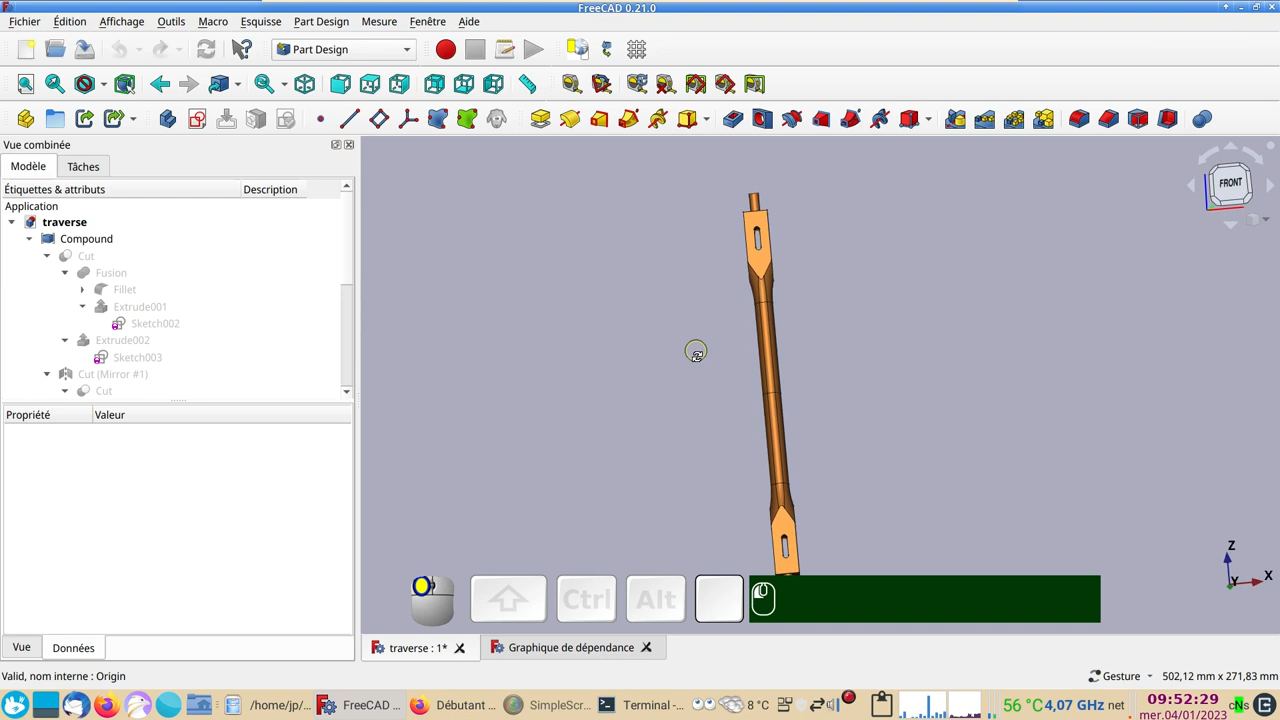 FreeCAD 0.21.0
Fichier Édition Affichage Outils Macro Esquisse Part Design Mesure Fenêtre Aide
Part Design
Vue combinée
Modèle Tâches
Étiquettes & attributs Description
Application
traverse
Compound
Cut
Fusion
Fillet
Extrude001
Sketch002
Extrude002
Sketch003
Cut (Mirror #1)
Cut
Propriété Valeur
FRONT
Z
X
Y
Ctrl Alt
Vue Données
traverse : 1* Graphique de dépendance
Valid, nom interne : Origin Gesture 502,12 mm x 271,83 mm
/home/jp/... FreeCAD ... Débutant ... SimpleScr... Terminal -... 8 °C 56 °C 4,07 GHz net 09:52:29 cNs
mer.04/01/2023